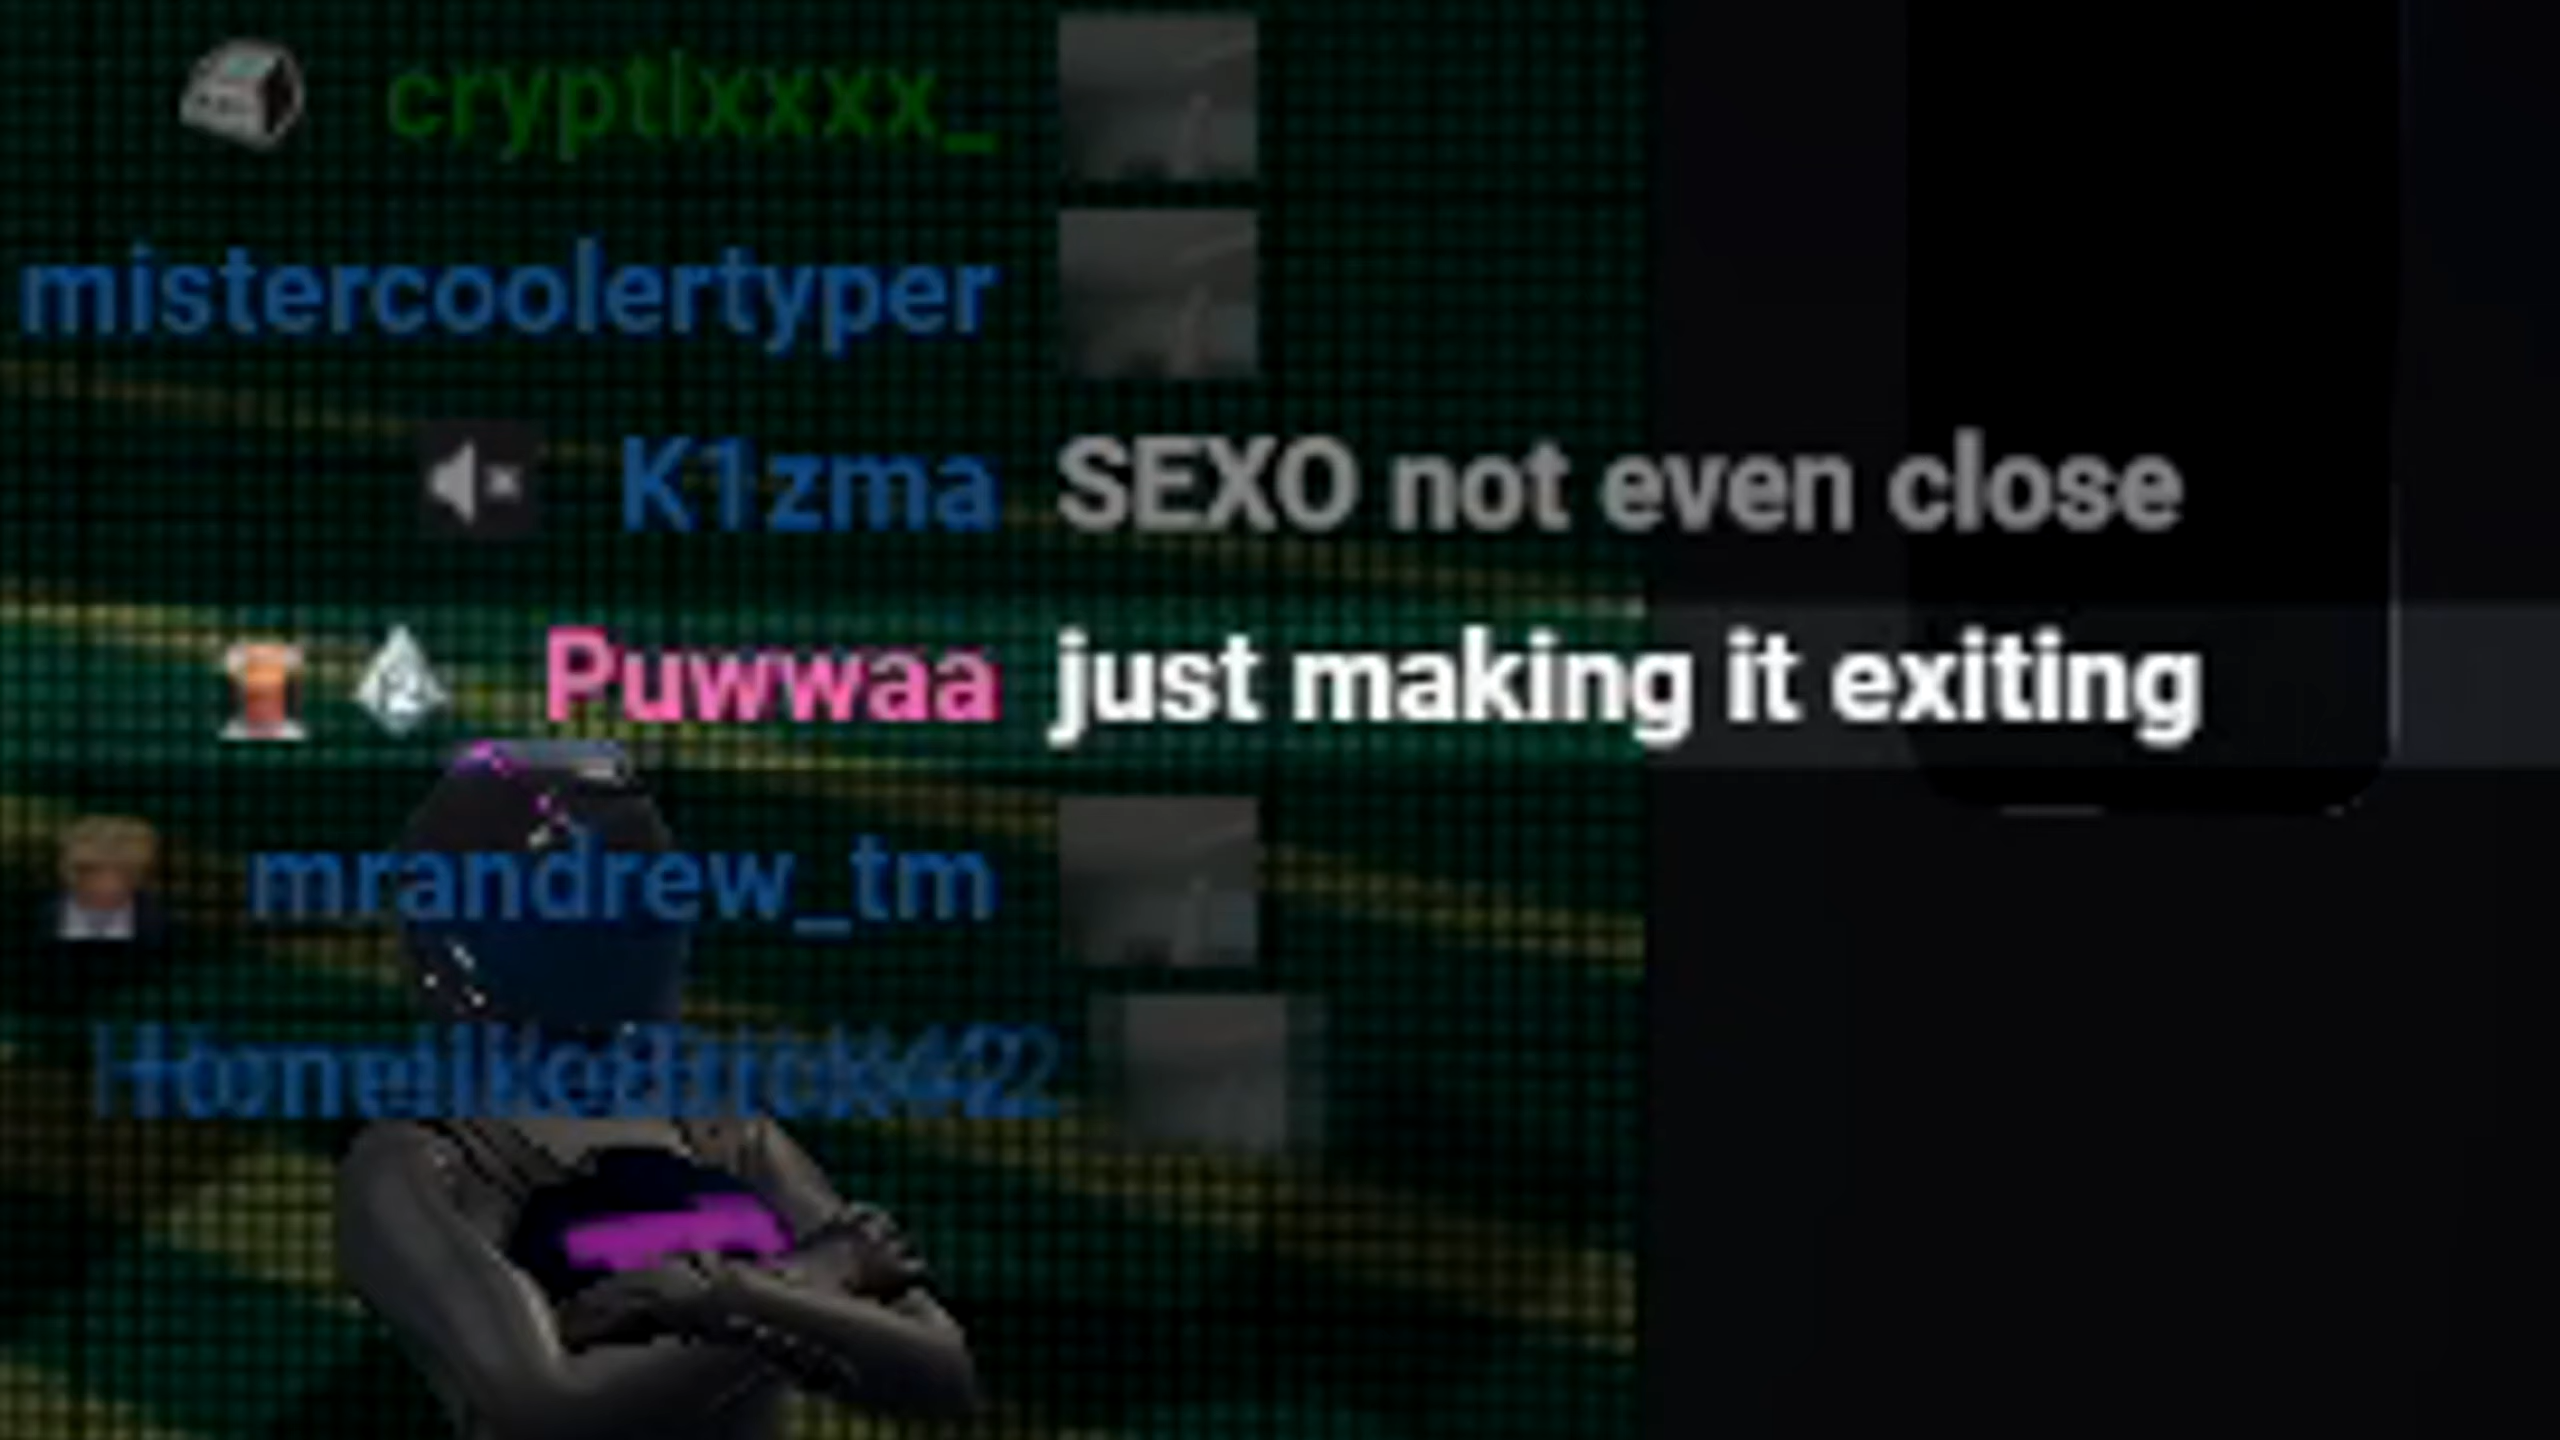 cryptixxxx_
mistercoolertyper
K1zma SEXO not even close
Puwwaa just making it exiting
mrandrew_tm